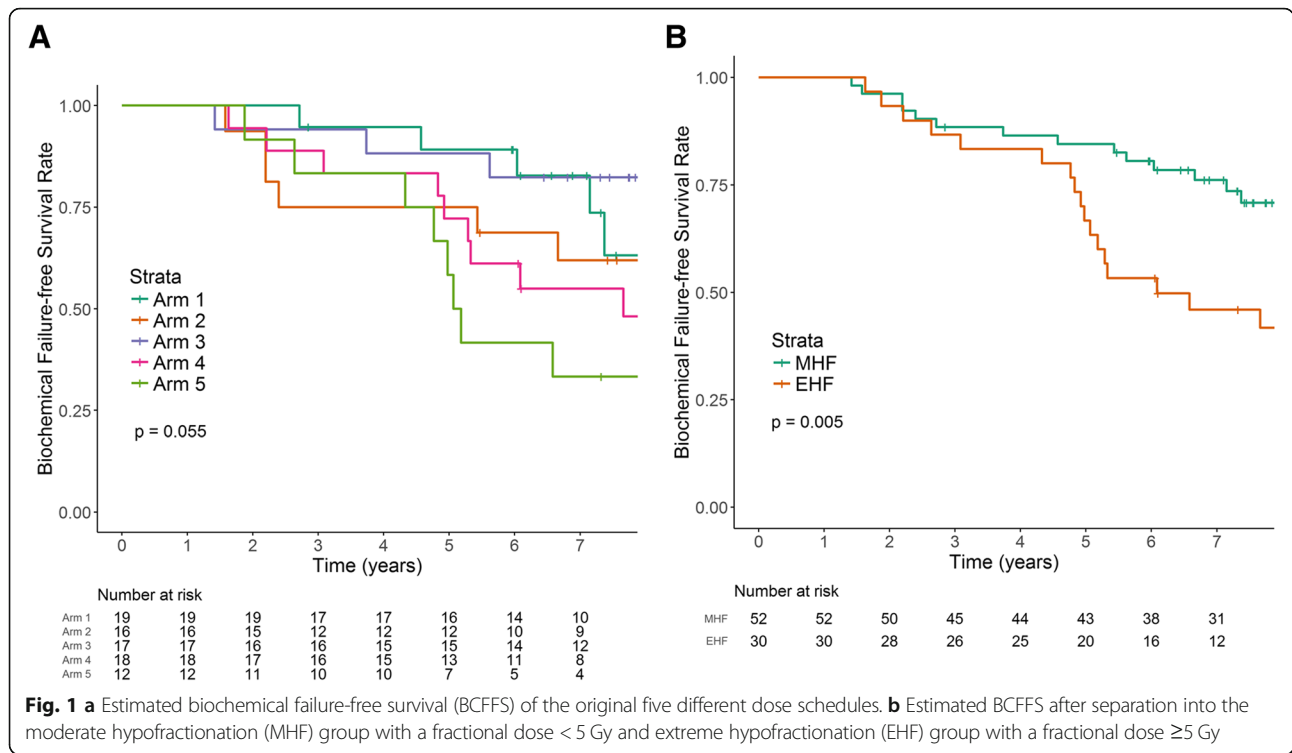 A
Biochemical Failure-free Survival Rate
1.00
0.75
0.50
0.25
0.00
Strata
Arm 1
Arm 2
Arm 3
Arm 4
Arm 5
p = 0.055
0 1 2 3 4 5 6 7
Time (years)
Number at risk
Arm 1 19 19 19 17 17 16 14 10
Arm 2 16 16 15 12 12 12 10 9
Arm 3 17 17 16 16 15 15 14 12
Arm 4 18 18 17 16 15 13 11 8
Arm 5 12 12 11 10 10 7 5 4
B
Biochemical Failure-free Survival Rate
1.00
0.75
0.50
0.25
0.00
Strata
MHF
EHF
p = 0.005
0 1 2 3 4 5 6 7
Time (years)
Number at risk
MHF 52 52 50 45 44 43 38 31
EHF 30 30 28 26 25 20 16 12
Fig. 1 a Estimated biochemical failure-free survival (BCFFS) of the original five different dose schedules. b Estimated BCFFS after separation into the
moderate hypofractionation (MHF) group with a fractional dose < 5 Gy and extreme hypofractionation (EHF) group with a fractional dose ≥5 Gy